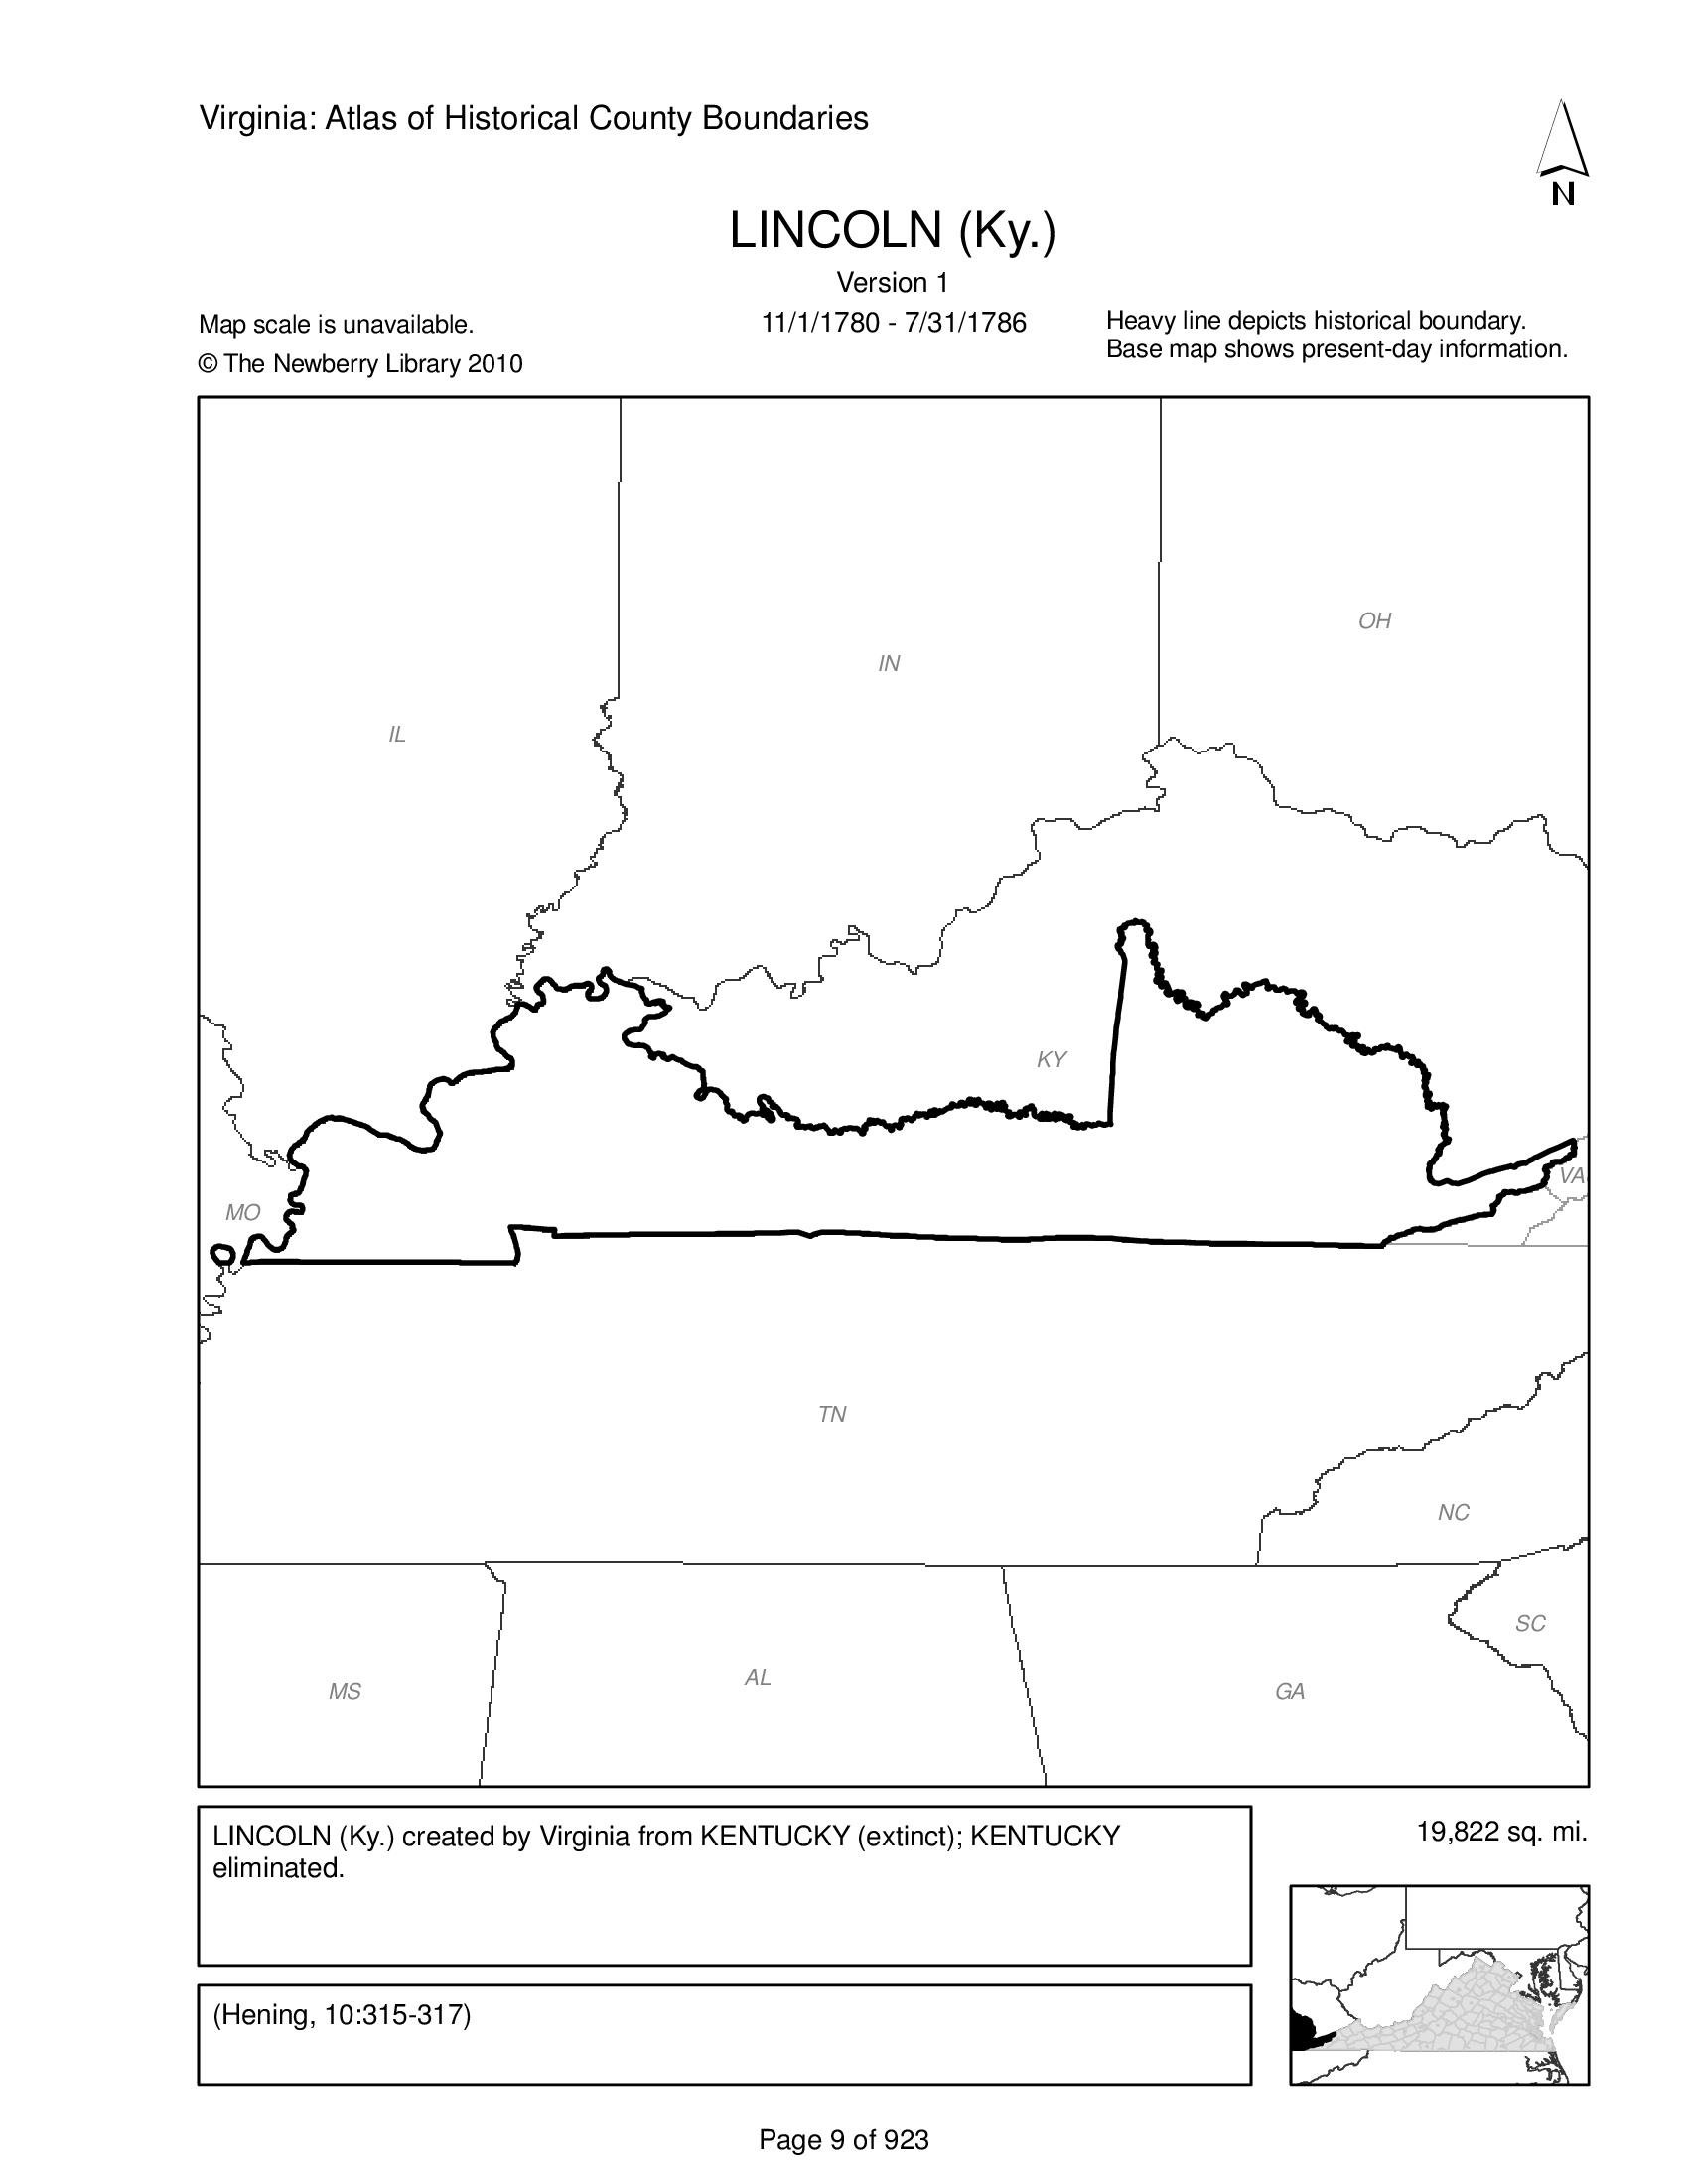 Virginia: Atlas of Historical County Boundaries
N
LINCOLN (Ky.)
Version 1
Map scale is unavailable.
11/1/1780 - 7/31/1786
Heavy line depicts historical boundary.
© The Newberry Library 2010
Base map shows present-day information.
OH
IN
IL
KY
VA
MO
TN
NC
SC
AL
MS
GA
LINCOLN (Ky.) created by Virginia from KENTUCKY (extinct); KENTUCKY
eliminated.
19,822 sq. mi.
(Hening, 10:315-317)
Page 9 of 923